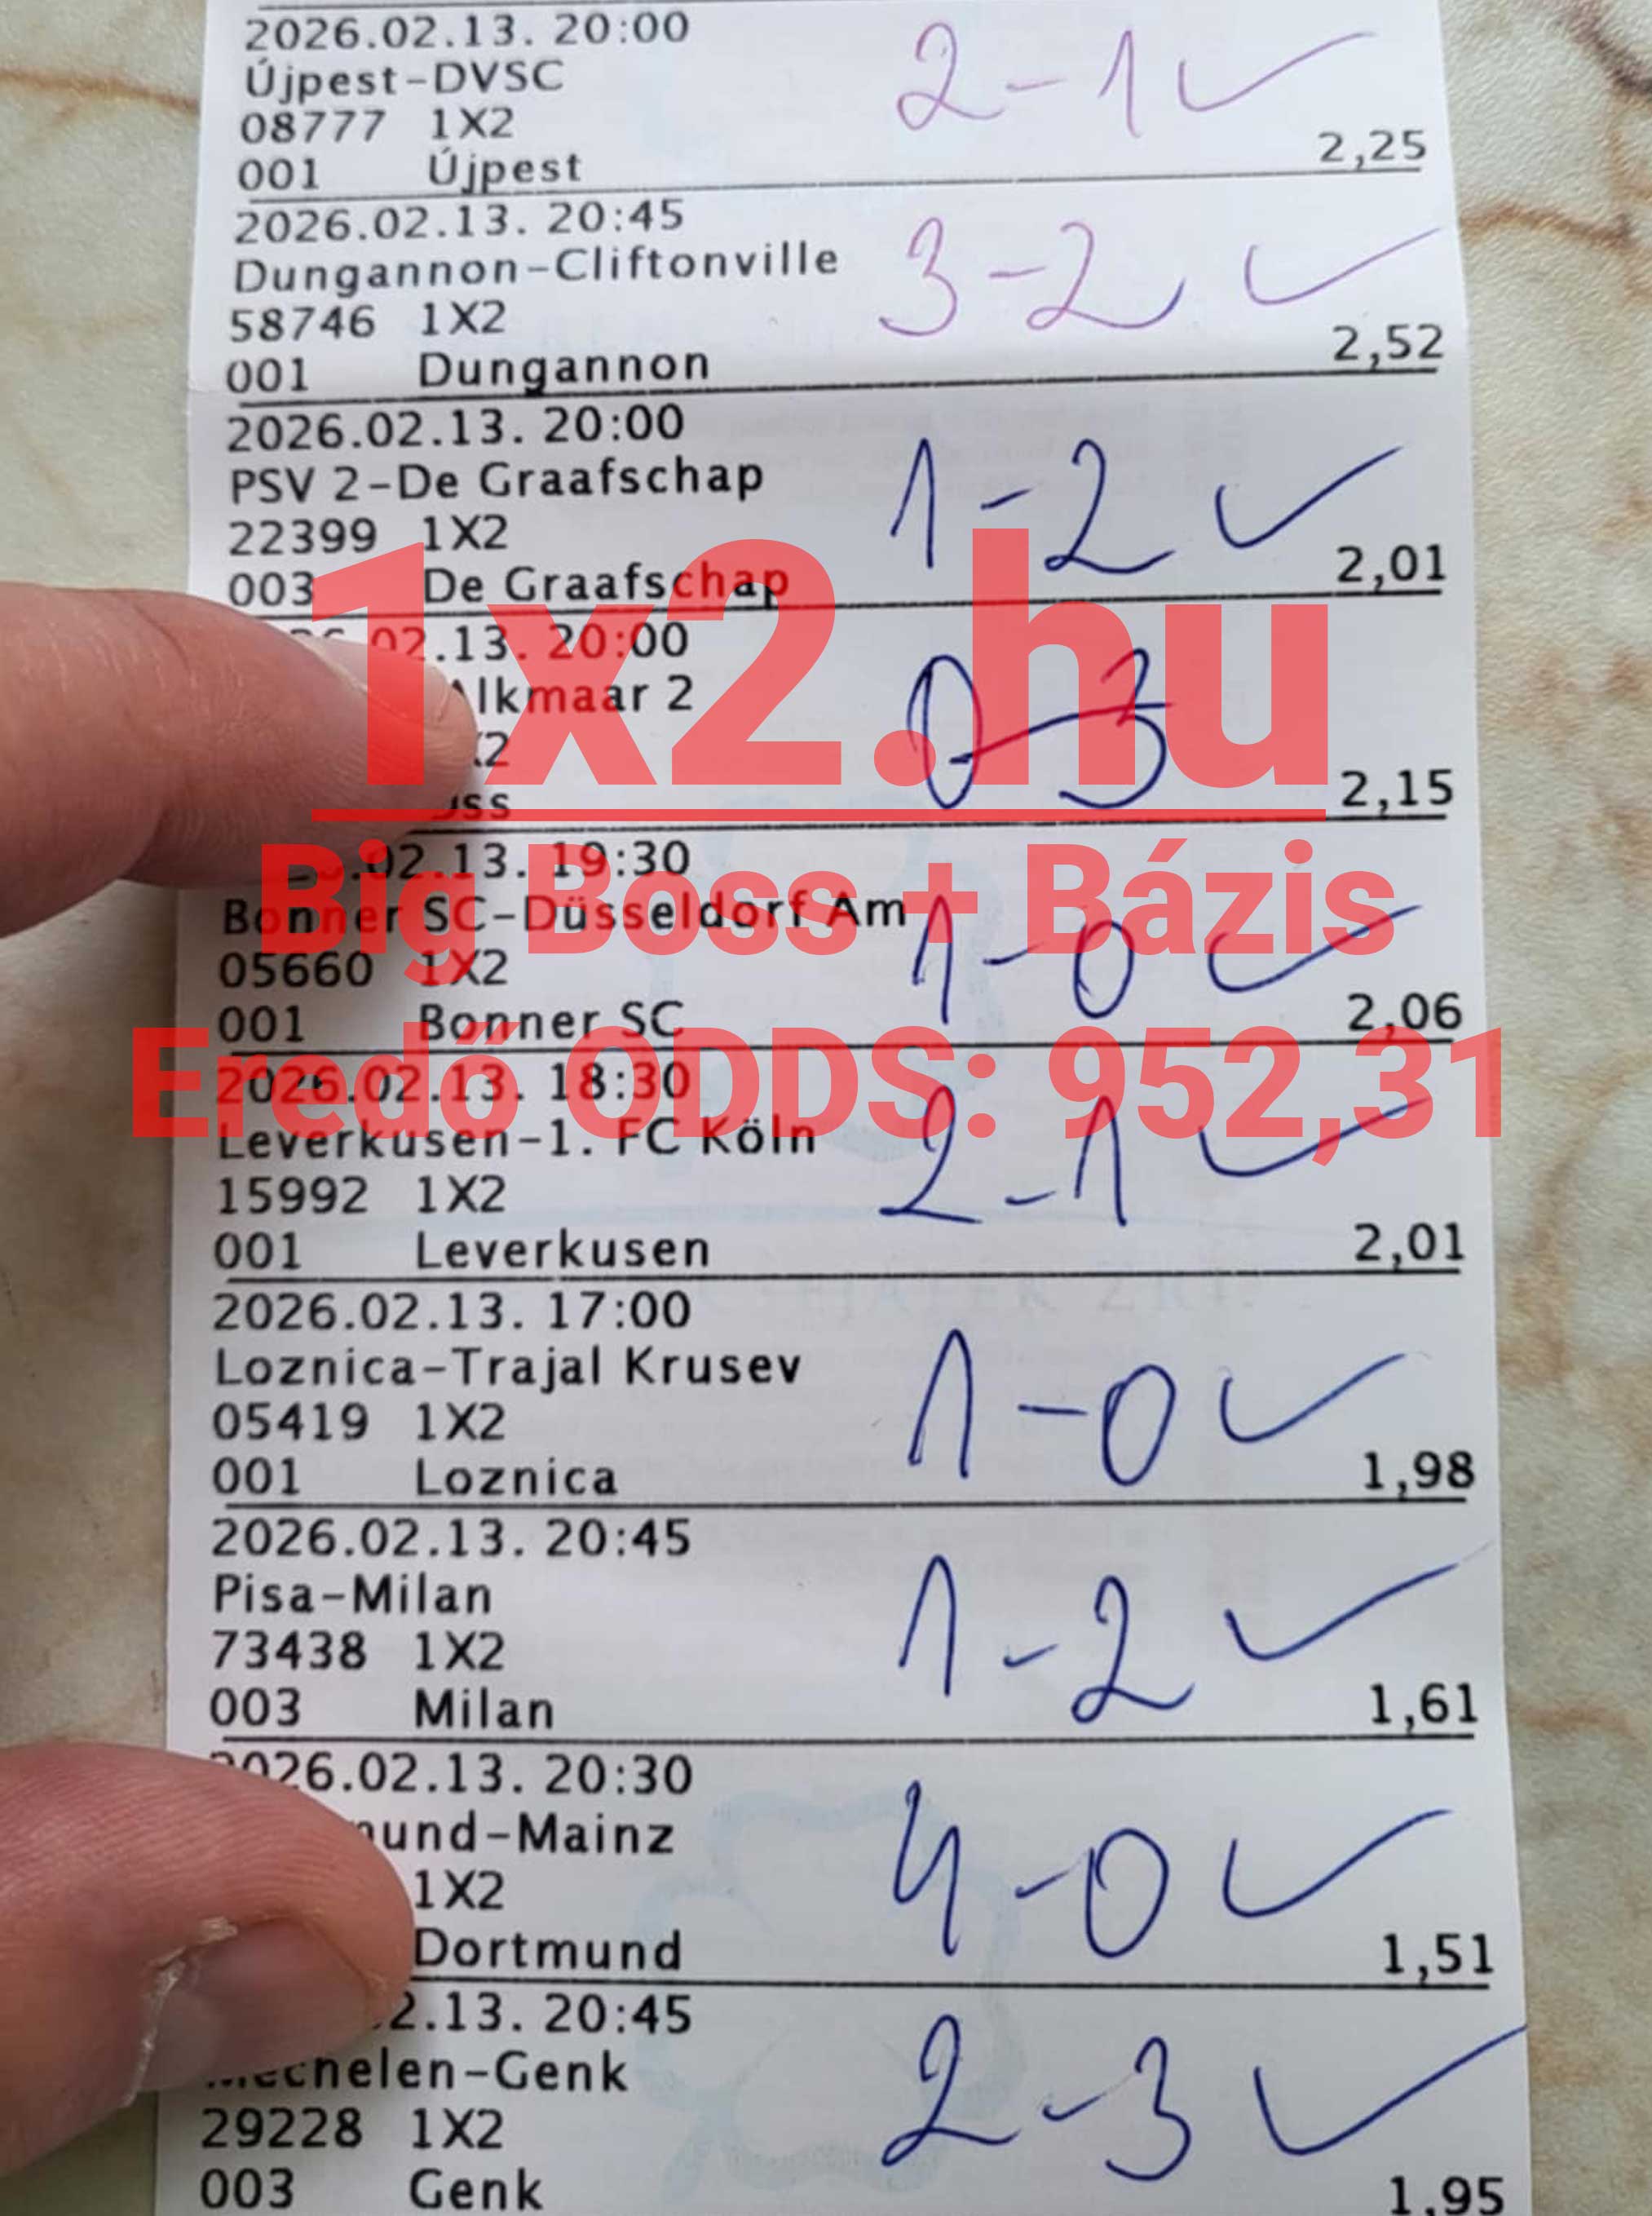 2026.02.13. 20:00
Újpest-DVSC
2-1 ✓
08777 1X2
2,25
001 Újpest
2026.02.13. 20:45
Dungannon-Cliftonville
3-2 ✓
58746 1X2
2,52
001 Dungannon
2026.02.13. 20:00
PSV 2-De Graafschap
1-2 ✓
22399 1X2
2,01
003 De Graafschap
1x2.hu
02.13. 20:00
Alkmaar 2
0-3
X2
2,15
oss
Big Boss + Bázis
.02.13. 19:30
Bonner SC-Düsseldorf Am
1-0 ✓
05660 1X2
2,06
001 Bonner SC
Eredő ODDS: 952,31
2026.02.13. 18:30
Leverkusen-1. FC Köln
2-1 ✓
15992 1X2
2,01
001 Leverkusen
2026.02.13. 17:00
Loznica-Trajal Krusev
1-0 ✓
05419 1X2
1,98
001 Loznica
2026.02.13. 20:45
Pisa-Milan
1-2 ✓
73438 1X2
1,61
003 Milan
2026.02.13. 20:30
mund-Mainz
4-0 ✓
1X2
1,51
Dortmund
2.13. 20:45
Mechelen-Genk
2-3 ✓
29228 1X2
1,95
003 Genk